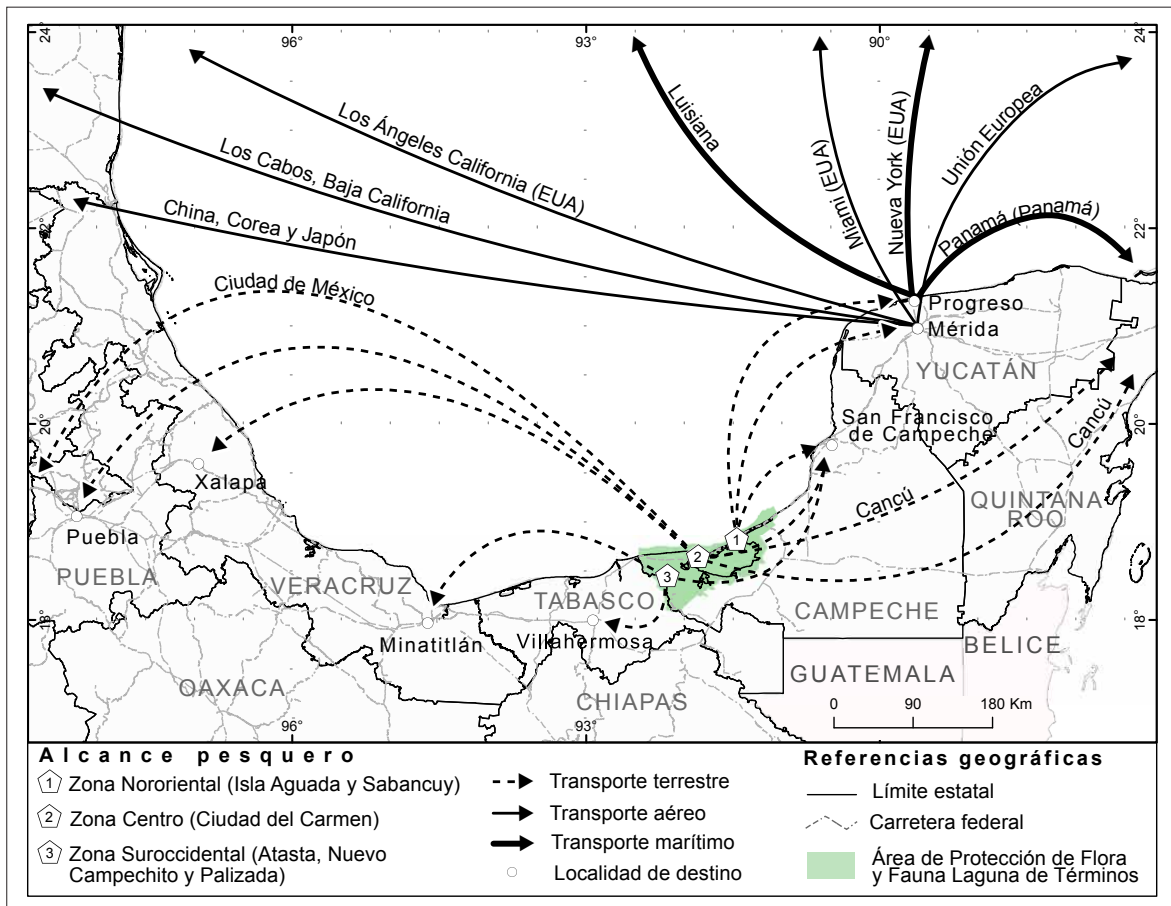 24°
96°
93°
90°
24°
Luisiana
Miami (EUA)
Nueva York (EUA)
Unión Europea
Panamá (Panamá)
Los Ángeles California (EUA)
Los Cabos, Baja California
China, Corea y Japón
Ciudad de México
22°
22°
Progreso
Mérida
YUCATÁN
20°
20°
San Francisco
de Campeche
Cancú
Cancú
Xalapa
Puebla
PUEBLA
VERACRUZ
QUINTANA
ROO
1
2
3
TABASCO
CAMPECHE
18°
18°
Minatitlán
Villahermosa
BELICE
GUATEMALA
OAXACA
CHIAPAS
0 90 180 Km
96°
93°
Alcance pesquero
1 Zona Nororiental (Isla Aguada y Sabancuy)
2 Zona Centro (Ciudad del Carmen)
3 Zona Suroccidental (Atasta, Nuevo
Campechito y Palizada)
Transporte terrestre
Transporte aéreo
Transporte marítimo
Localidad de destino
Referencias geográficas
Límite estatal
Carretera federal
Área de Protección de Flora
y Fauna Laguna de Términos